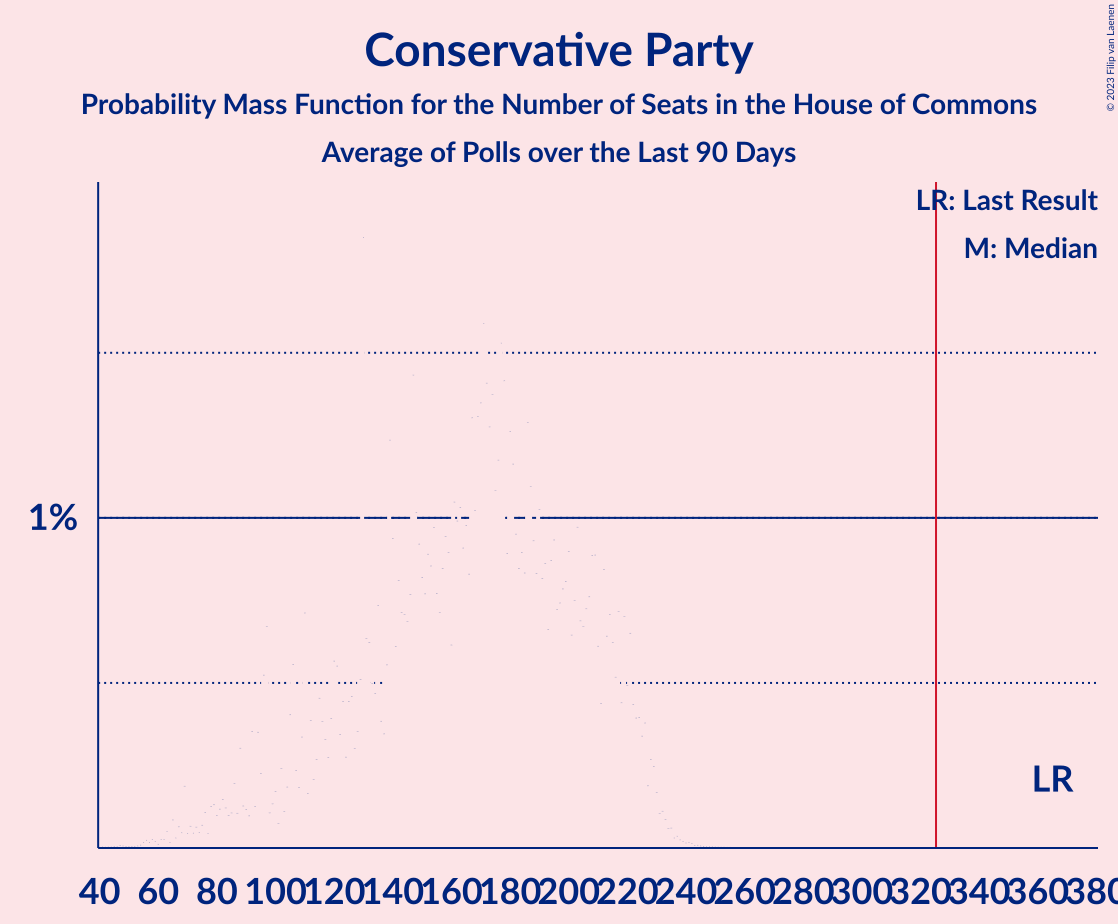 Conservative Party
Probability Mass Function for the Number of Seats in the House of Commons
Average of Polls over the Last 90 Days
© 2023 Filip van Laenen
LR: Last Result
M: Median
1%
LR
40 60 80 100 120 140 160 180 200 220 240 260 280 300 320 340 360 380